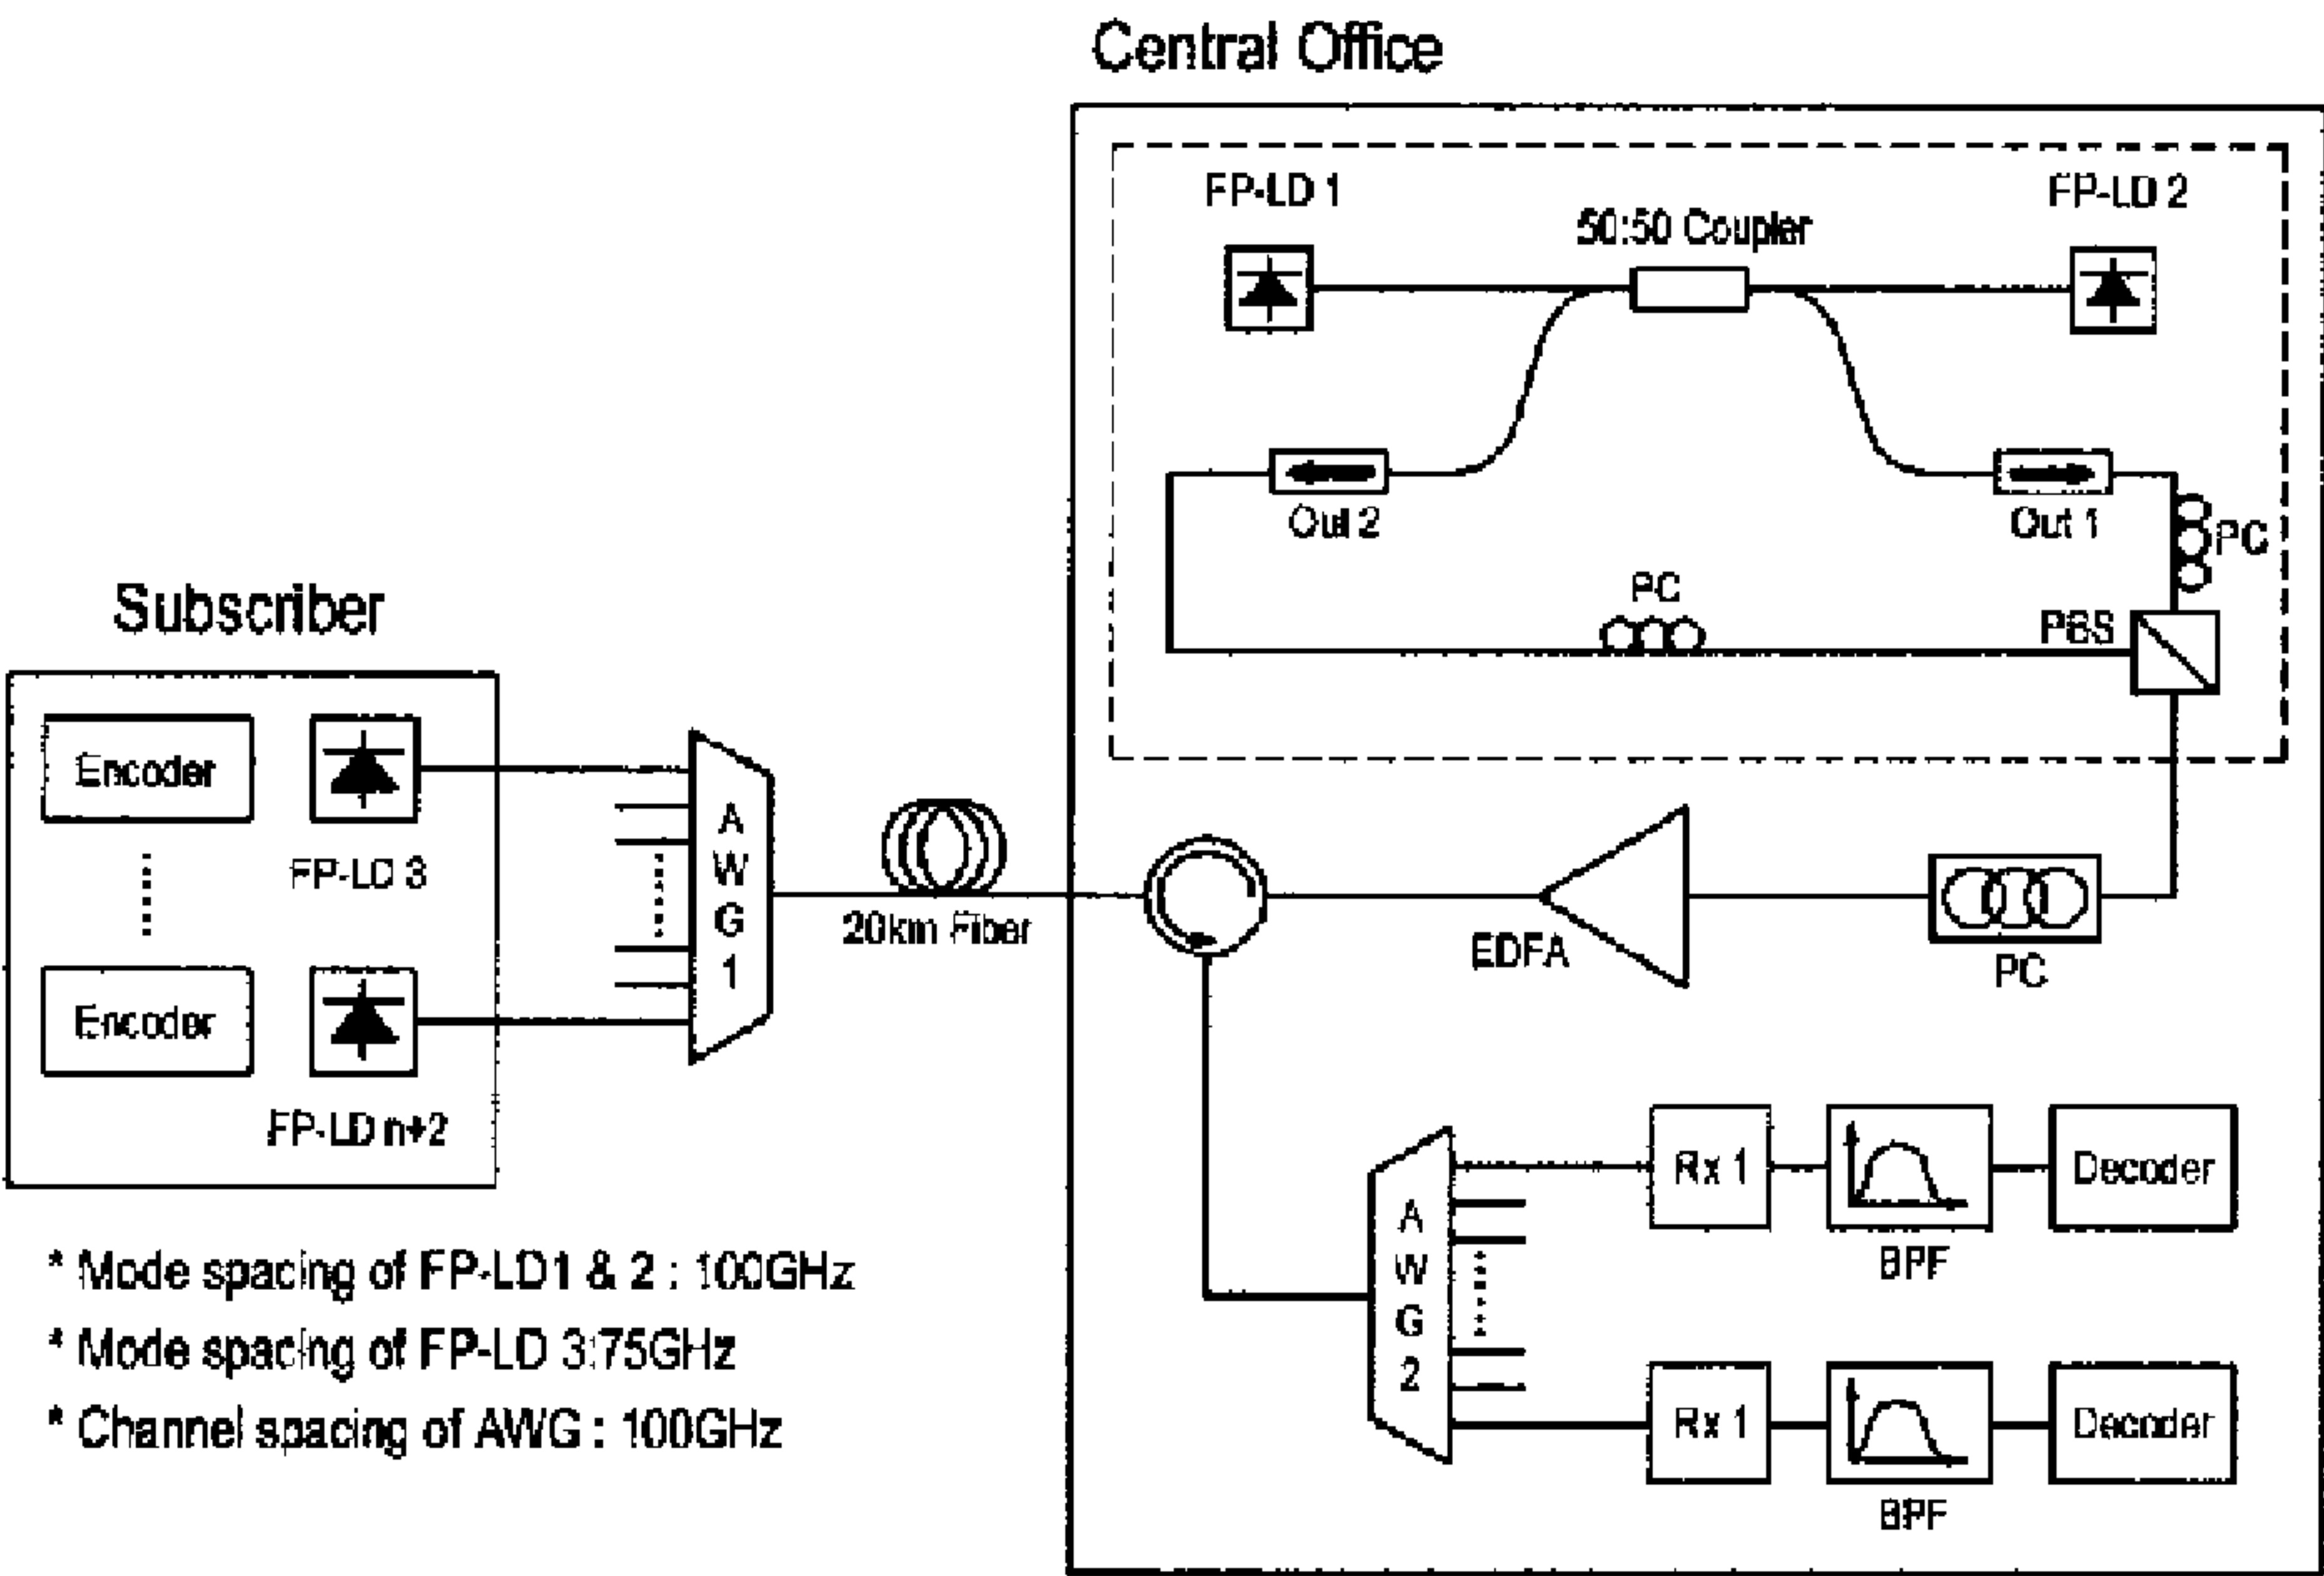 Central Office
FP-LD 1
50:50 Coupler
FP-LD 2
Out 2
Out 1
PC
PC
PBS
Subscriber
Encoder
FP-LD 3
Encoder
FP-LD n+2
A
W
G
1
20km Fiber
EDFA
PC
A
W
G
2
Rx 1
BPF
Decoder
Rx 1
BPF
Decoder
* Mode spacing of FP-LD1 & 2 : 100GHz
* Mode spacing of FP-LD 3:75GHz
* Channel spacing of AWG : 100GHz